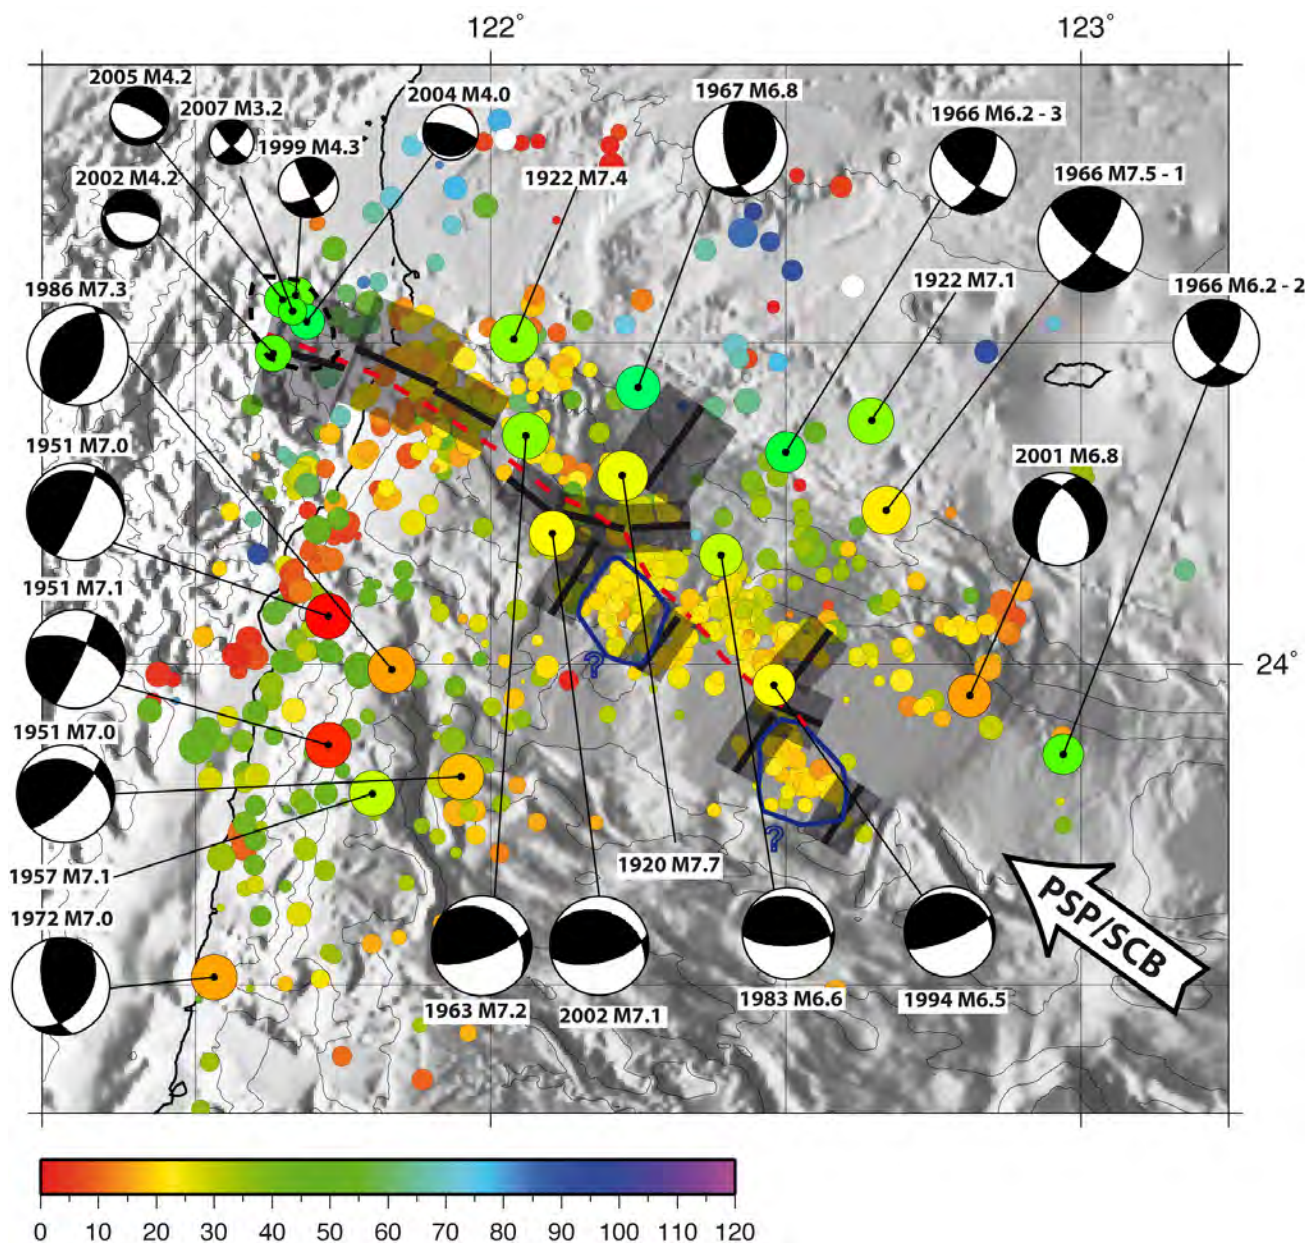 122° 123°
2005 M4.2
2007 M3.2
2004 M4.0
1967 M6.8
1966 M6.2 - 3
1999 M4.3
1922 M7.4
1966 M7.5 - 1
2002 M4.2
1986 M7.3
1922 M7.1
1966 M6.2 - 2
1951 M7.0
2001 M6.8
1951 M7.1
?
24°
1951 M7.0
?
1957 M7.1
1920 M7.7
PSP/SCB
1972 M7.0
1963 M7.2
2002 M7.1
1983 M6.6
1994 M6.5
0 10 20 30 40 50 60 70 80 90 100 110 120